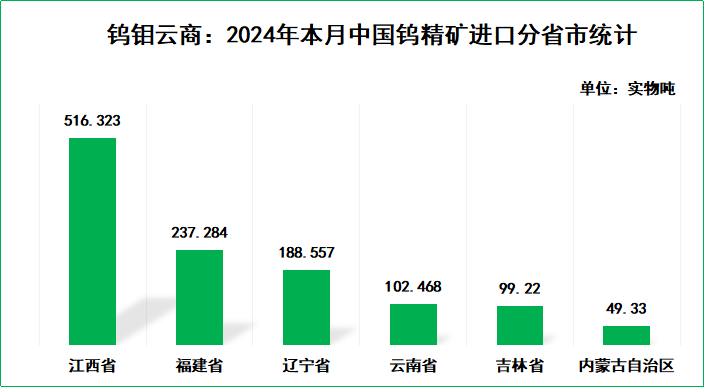 钨钼云商：2024年本月中国钨精矿进口分省市统计
单位：实物吨
516.323
237.284
188.557
102.468
99.22
49.33
江西省
福建省
辽宁省
云南省
吉林省
内蒙古自治区